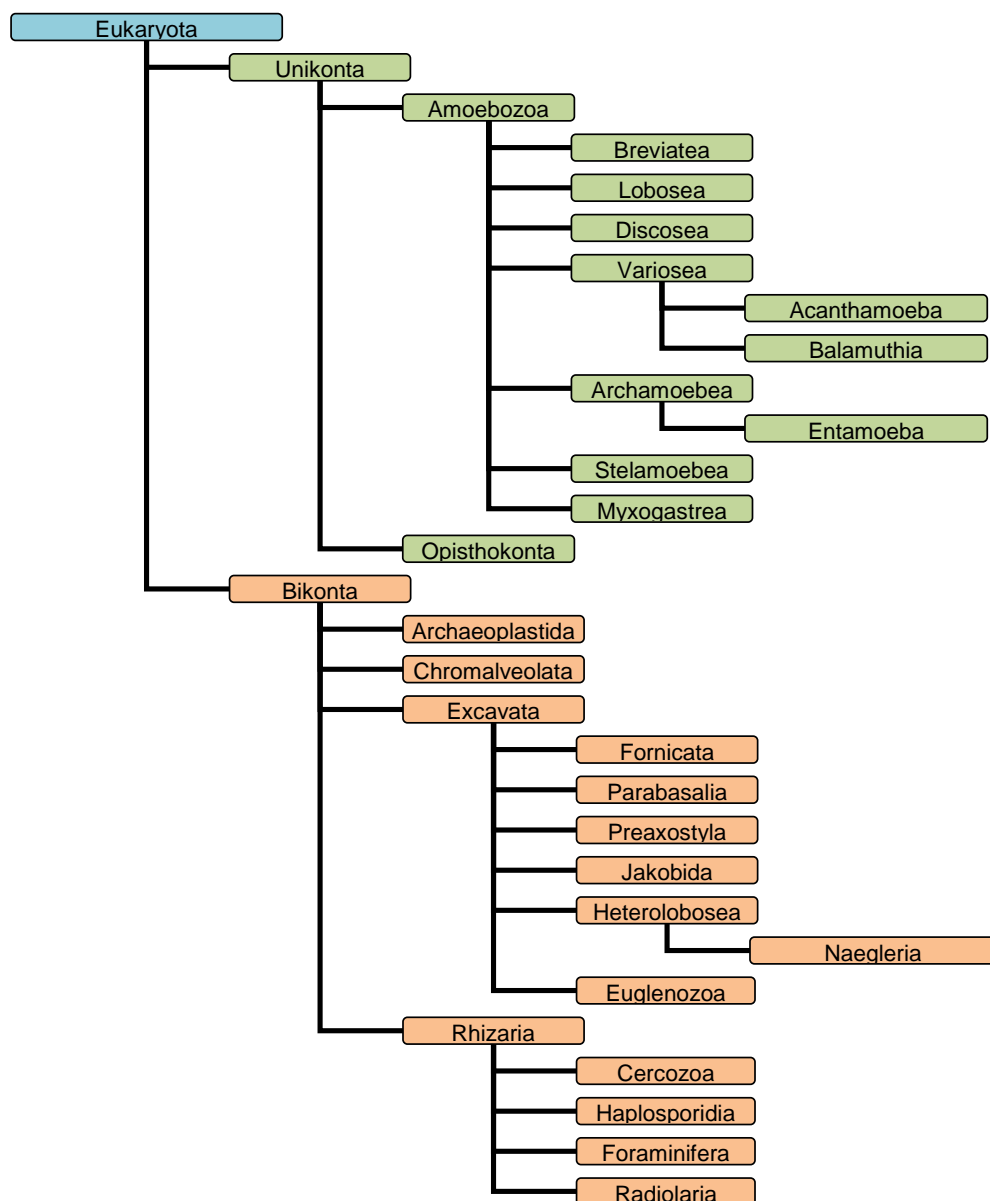 Eukaryota
Unikonta
Amoebozoa
Breviatea
Lobosea
Discosea
Variosea
Acanthamoeba
Balamuthia
Archamoebea
Entamoeba
Stelamoebea
Myxogastrea
Opisthokonta
Bikonta
Archaeoplastida
Chromalveolata
Excavata
Fornicata
Parabasalia
Preaxostyla
Jakobida
Heterolobosea
Naegleria
Euglenozoa
Rhizaria
Cercozoa
Haplosporidia
Foraminifera
Radiolaria